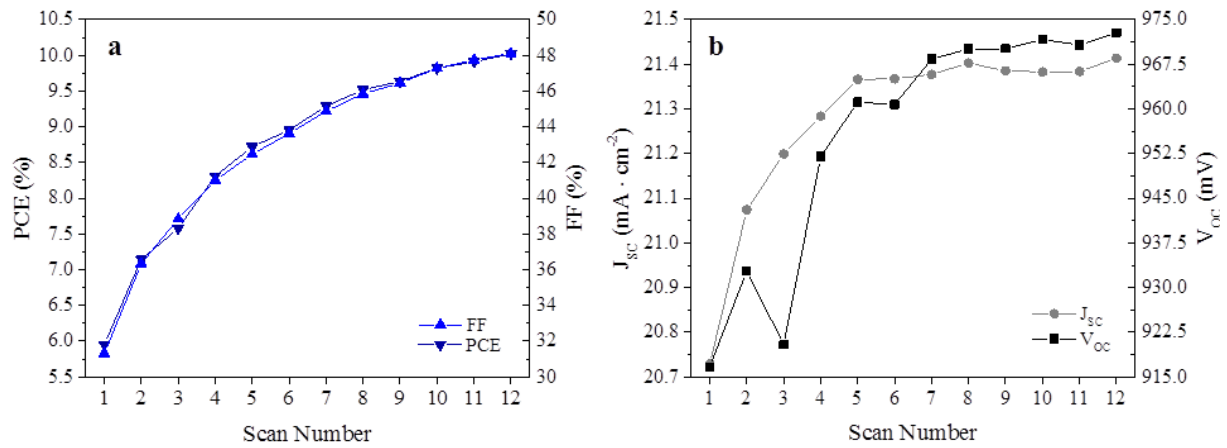 a
10.5
10.0
9.5
9.0
8.5
8.0
7.5
7.0
6.5
6.0
5.5
PCE (%)
50
48
46
44
42
40
38
36
34
32
30
FF (%)
FF
PCE
1 2 3 4 5 6 7 8 9 10 11 12
Scan Number
b
21.5
21.4
21.3
21.2
21.1
21.0
20.9
20.8
20.7
J_SC (mA · cm⁻²)
975.0
967.5
960.0
952.5
945.0
937.5
930.0
922.5
915.0
V_OC (mV)
J_SC
V_OC
1 2 3 4 5 6 7 8 9 10 11 12
Scan Number